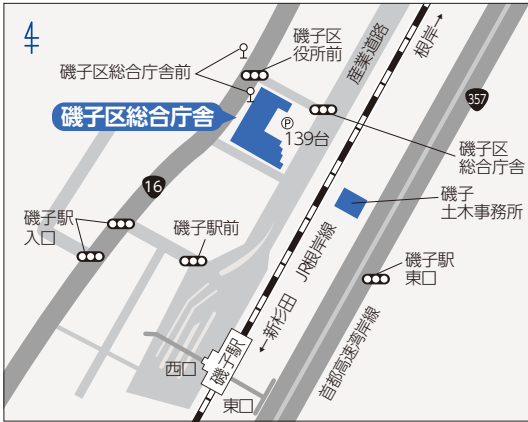 磯子区
役所前
磯子区総合庁舎前
産業道路
根岸→
357
磯子区総合庁舎
P
139台
磯子区
総合庁舎
16
磯子
土木事務所
磯子駅
入口
磯子駅前
JR根岸線
磯子駅
東口
←新杉田
首都高速湾岸線
西口
磯子駅
東口